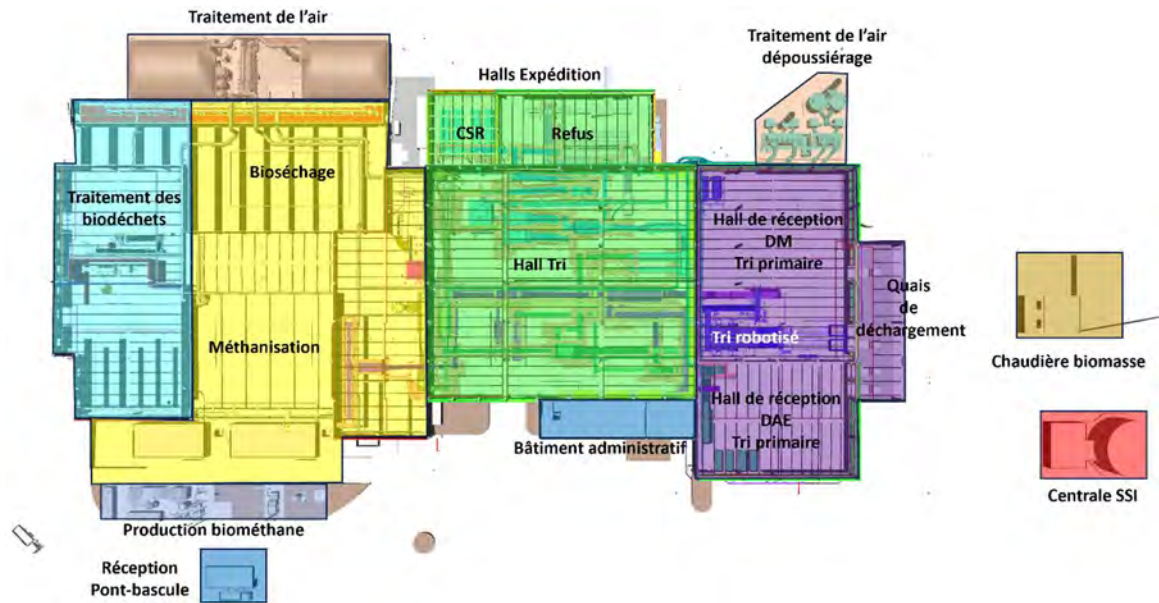 Traitement de l'air
Traitement de l'air
dépoussiérage
Halls Expédition
CSR
Refus
Bioséchage
Traitement des
biodéchets
Hall de réception
DM
Tri primaire
Hall Tri
Quais
de
déchargement
Méthanisation
Tri robotisé
Chaudière biomasse
Hall de réception
DAE
Tri primaire
Bâtiment administratif
Centrale SSI
Production biométhane
Réception
Pont-bascule